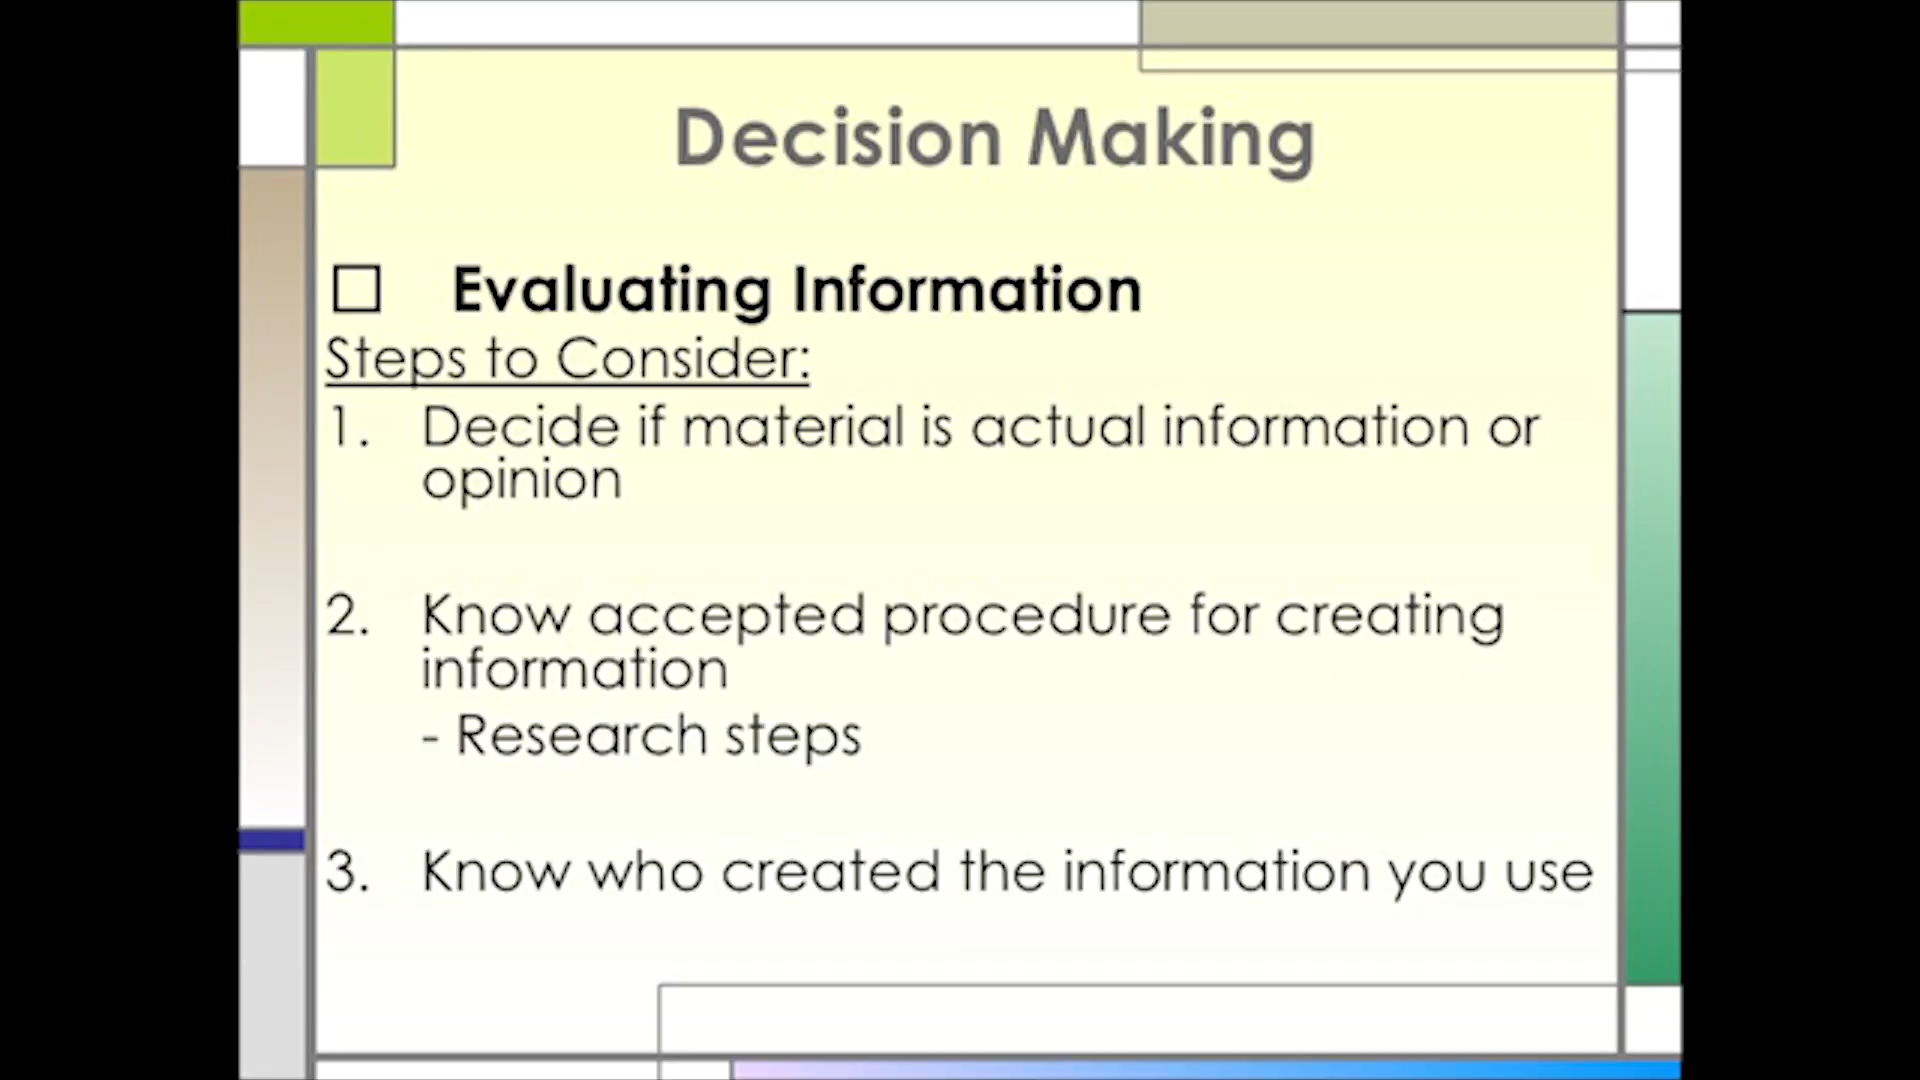 Decision Making
☐ Evaluating Information
Steps to Consider:
1. Decide if material is actual information or
opinion
2. Know accepted procedure for creating
information
- Research steps
3. Know who created the information you use